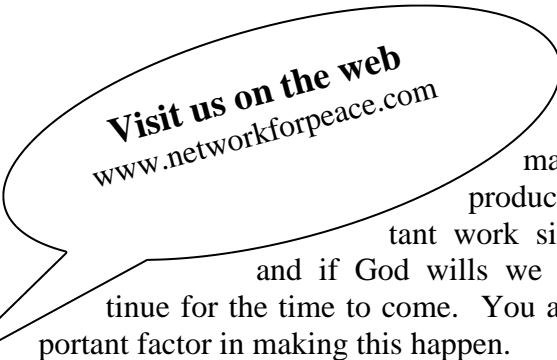 Visit us on the web
www.networkforpeace.com
ma
produc
tant work si
and if God wills we
tinue for the time to come. You a
portant factor in making this happen.